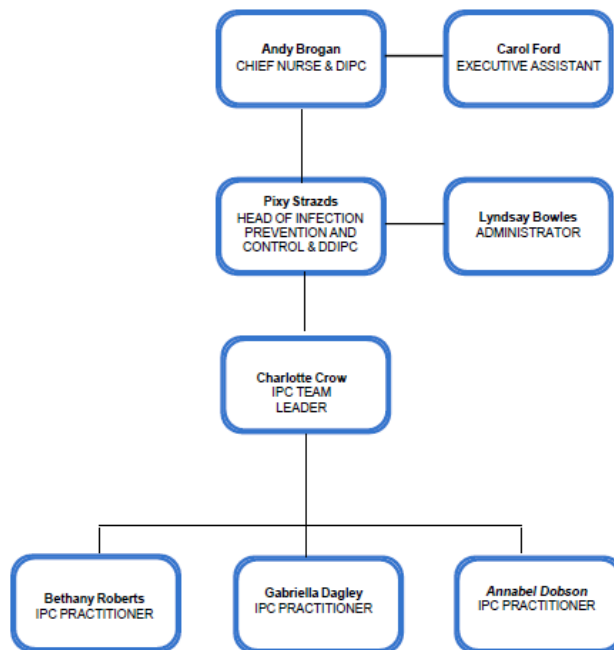 Andy Brogan
CHIEF NURSE & DIPC
Carol Ford
EXECUTIVE ASSISTANT
Pixy Strazds
HEAD OF INFECTION
PREVENTION AND
CONTROL & DDIPC
Lyndsay Bowles
ADMINISTRATOR
Charlotte Crow
IPC TEAM
LEADER
Bethany Roberts
IPC PRACTITIONER
Gabriella Dagley
IPC PRACTITIONER
Annabel Dobson
IPC PRACTITIONER